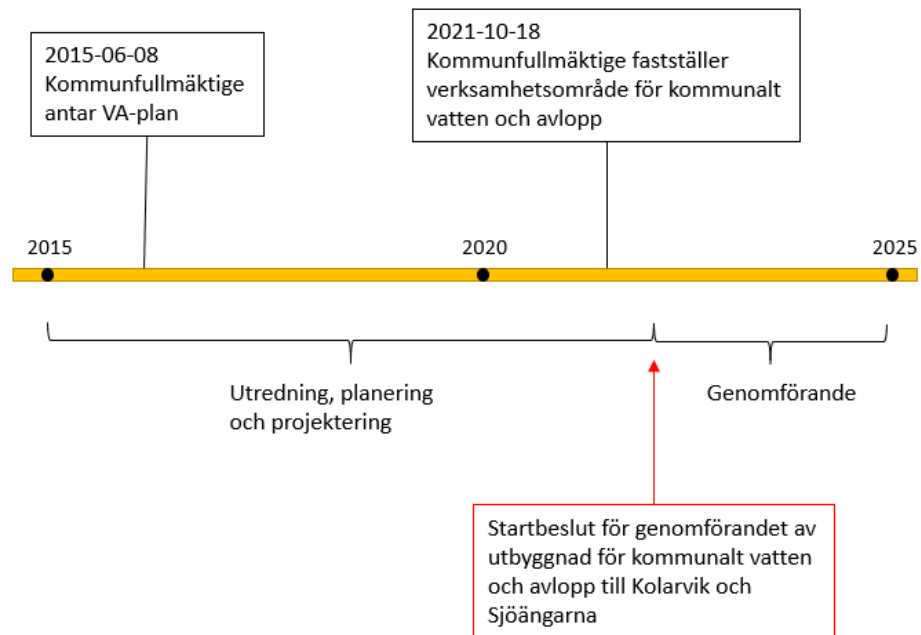 2015-06-08
Kommunfullmäktige
antar VA-plan
2021-10-18
Kommunfullmäktige fastställer
verksamhetsområde för kommunalt
vatten och avlopp
2015
2020
2025
Utredning, planering
och projektering
Genomförande
Startbeslut för genomförandet av
utbyggnad för kommunalt vatten
och avlopp till Kolarvik och
Sjöängarna